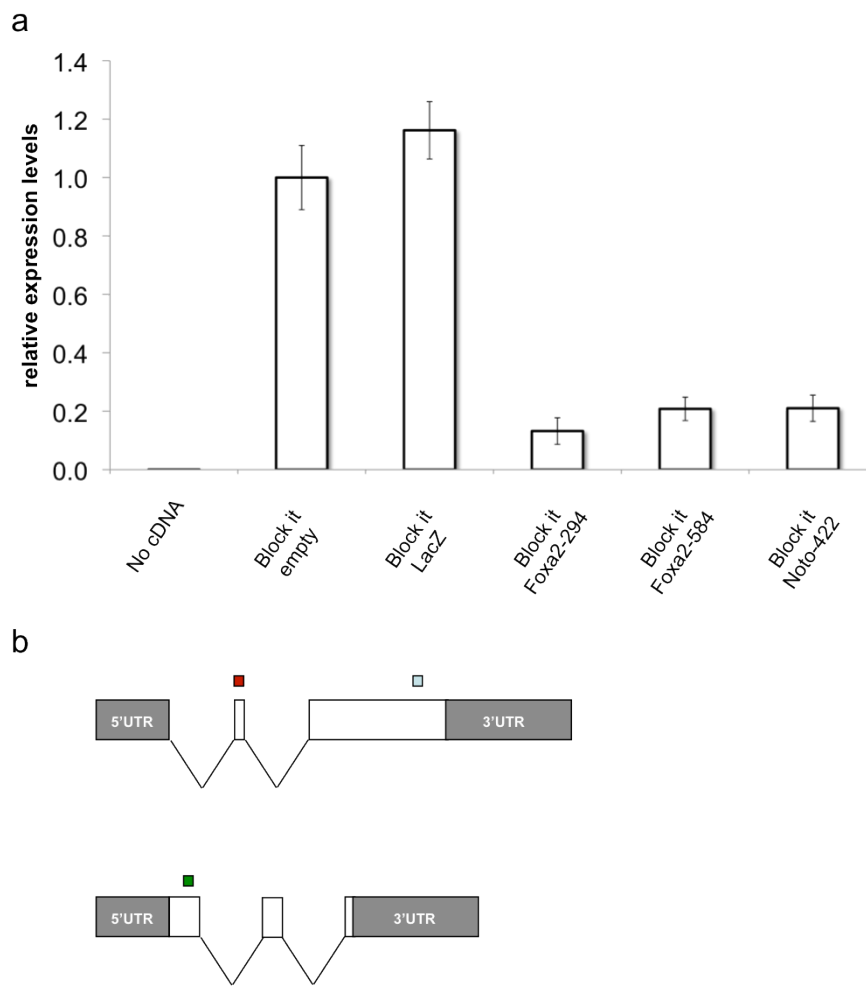 a
relative expression levels
1.4
1.2
1.0
0.8
0.6
0.4
0.2
0.0
No cDNA
Block it
empty
Block it
LacZ
Block it
Foxa2-294
Block it
Foxa2-584
Block it
Noto-422
b
5'UTR
3'UTR
5'UTR
3'UTR